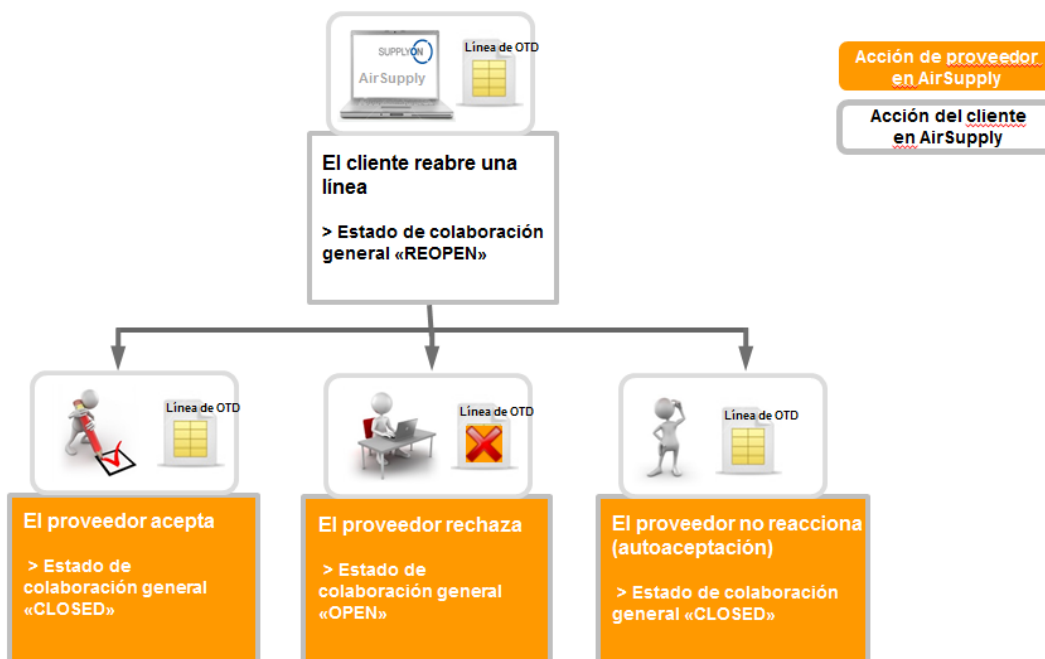 SUPPLYON
AirSupply
Línea de OTD
Acción de proveedor
en AirSupply
Acción del cliente
en AirSupply
El cliente reabre una
línea
> Estado de colaboración
general «REOPEN»
Línea de OTD
Línea de OTD
Línea de OTD
El proveedor acepta
> Estado de
colaboración general
«CLOSED»
El proveedor rechaza
> Estado de
colaboración general
«OPEN»
El proveedor no reacciona
(autoaceptación)
> Estado de colaboración
general «CLOSED»